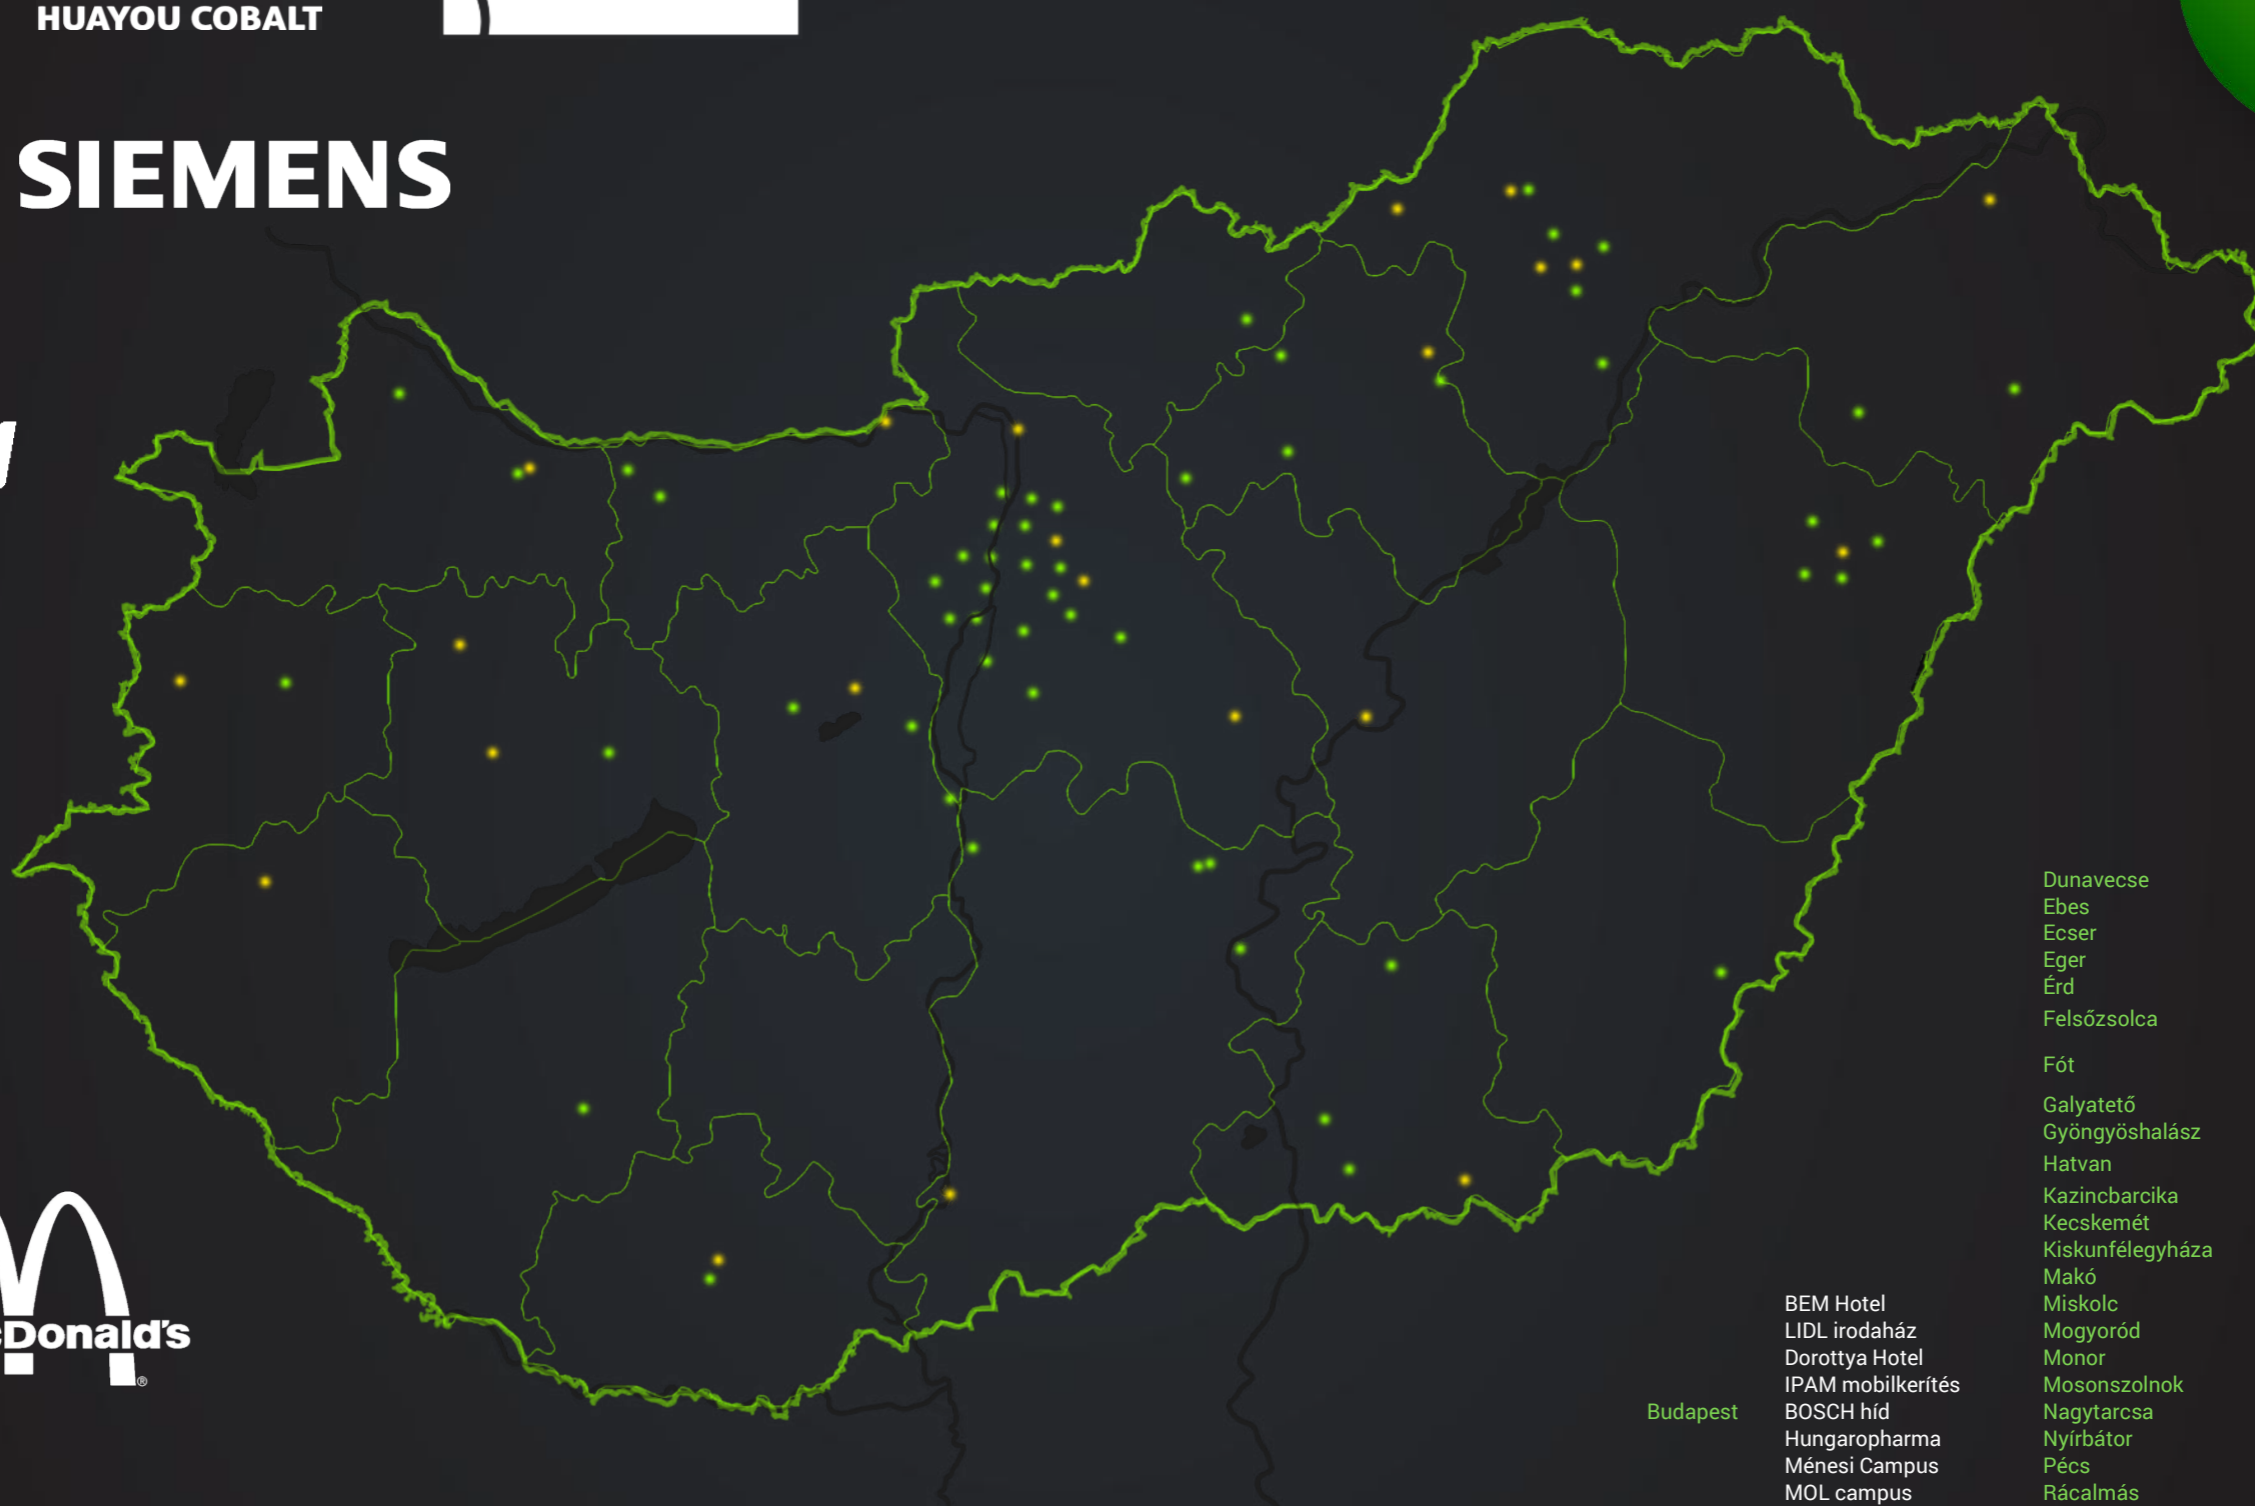 HUAYOU COBALT
SIEMENS
Donald's
®
Budapest
BEM Hotel
LIDL irodaház
Dorottya Hotel
IPAM mobilkerítés
BOSCH híd
Hungaropharma
Ménesi Campus
MOL campus
Dunavecse
Ebes
Ecser
Eger
Érd
Felsőzsolca
Fót
Galyatető
Gyöngyöshalász
Hatvan
Kazincbarcika
Kecskemét
Kiskunfélegyháza
Makó
Miskolc
Mogyoród
Monor
Mosonszolnok
Nagytarcsa
Nyírbátor
Pécs
Rácalmás